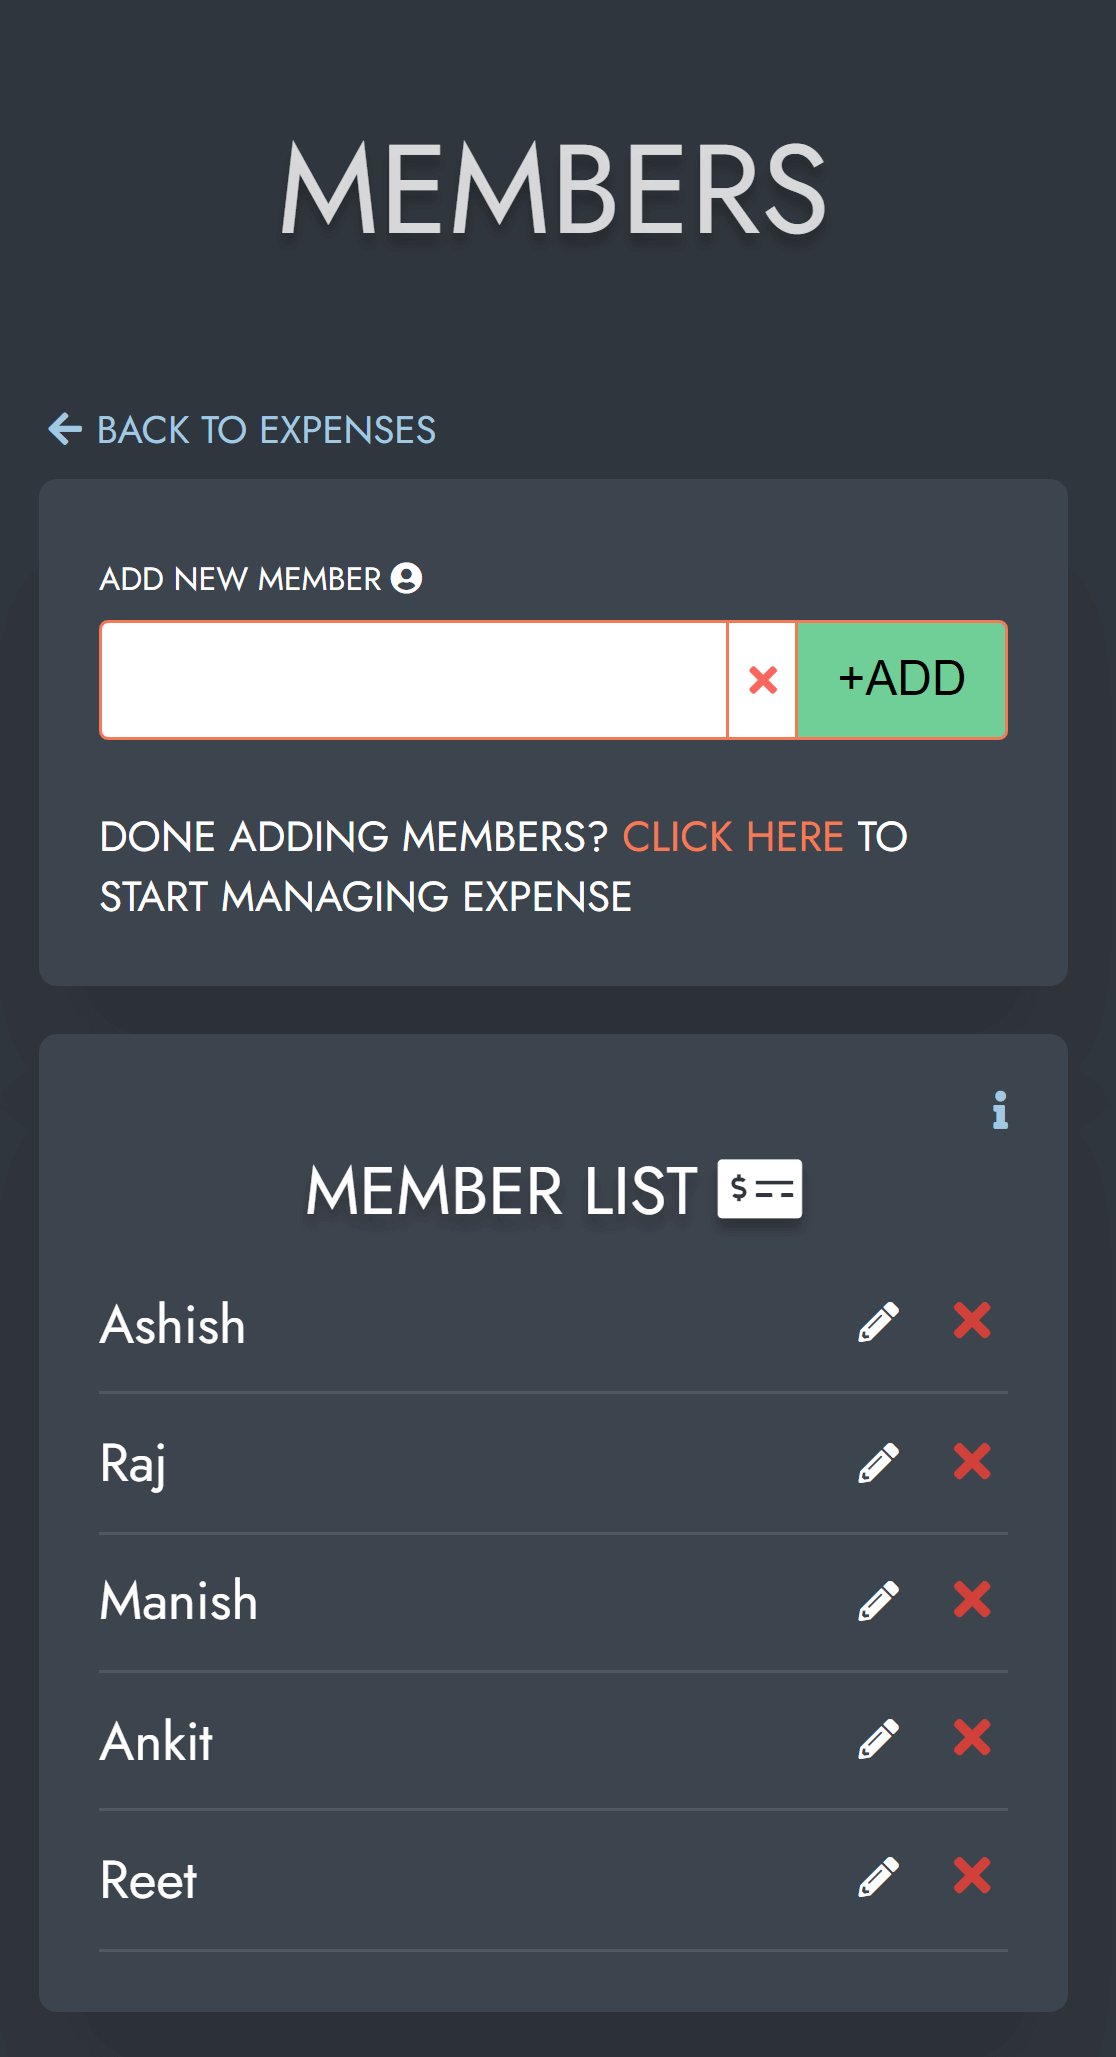 MEMBERS
BACK TO EXPENSES
ADD NEW MEMBER
+ADD
DONE ADDING MEMBERS? CLICK HERE TO
START MANAGING EXPENSE
MEMBER LIST
Ashish
Raj
Manish
Ankit
Reet